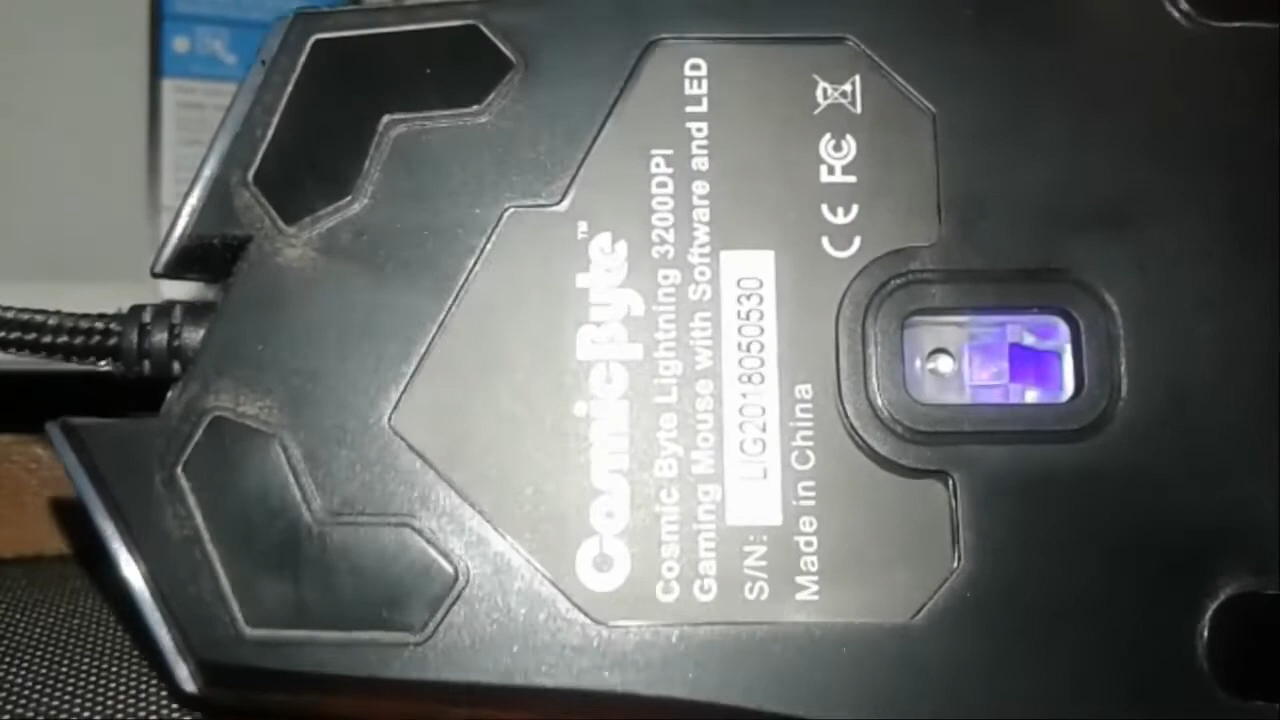 CosmicByte™
Cosmic Byte Lightning 3200DPI
Gaming Mouse with Software and LED
S/N: LIG2018050530
Made in China
CE FC